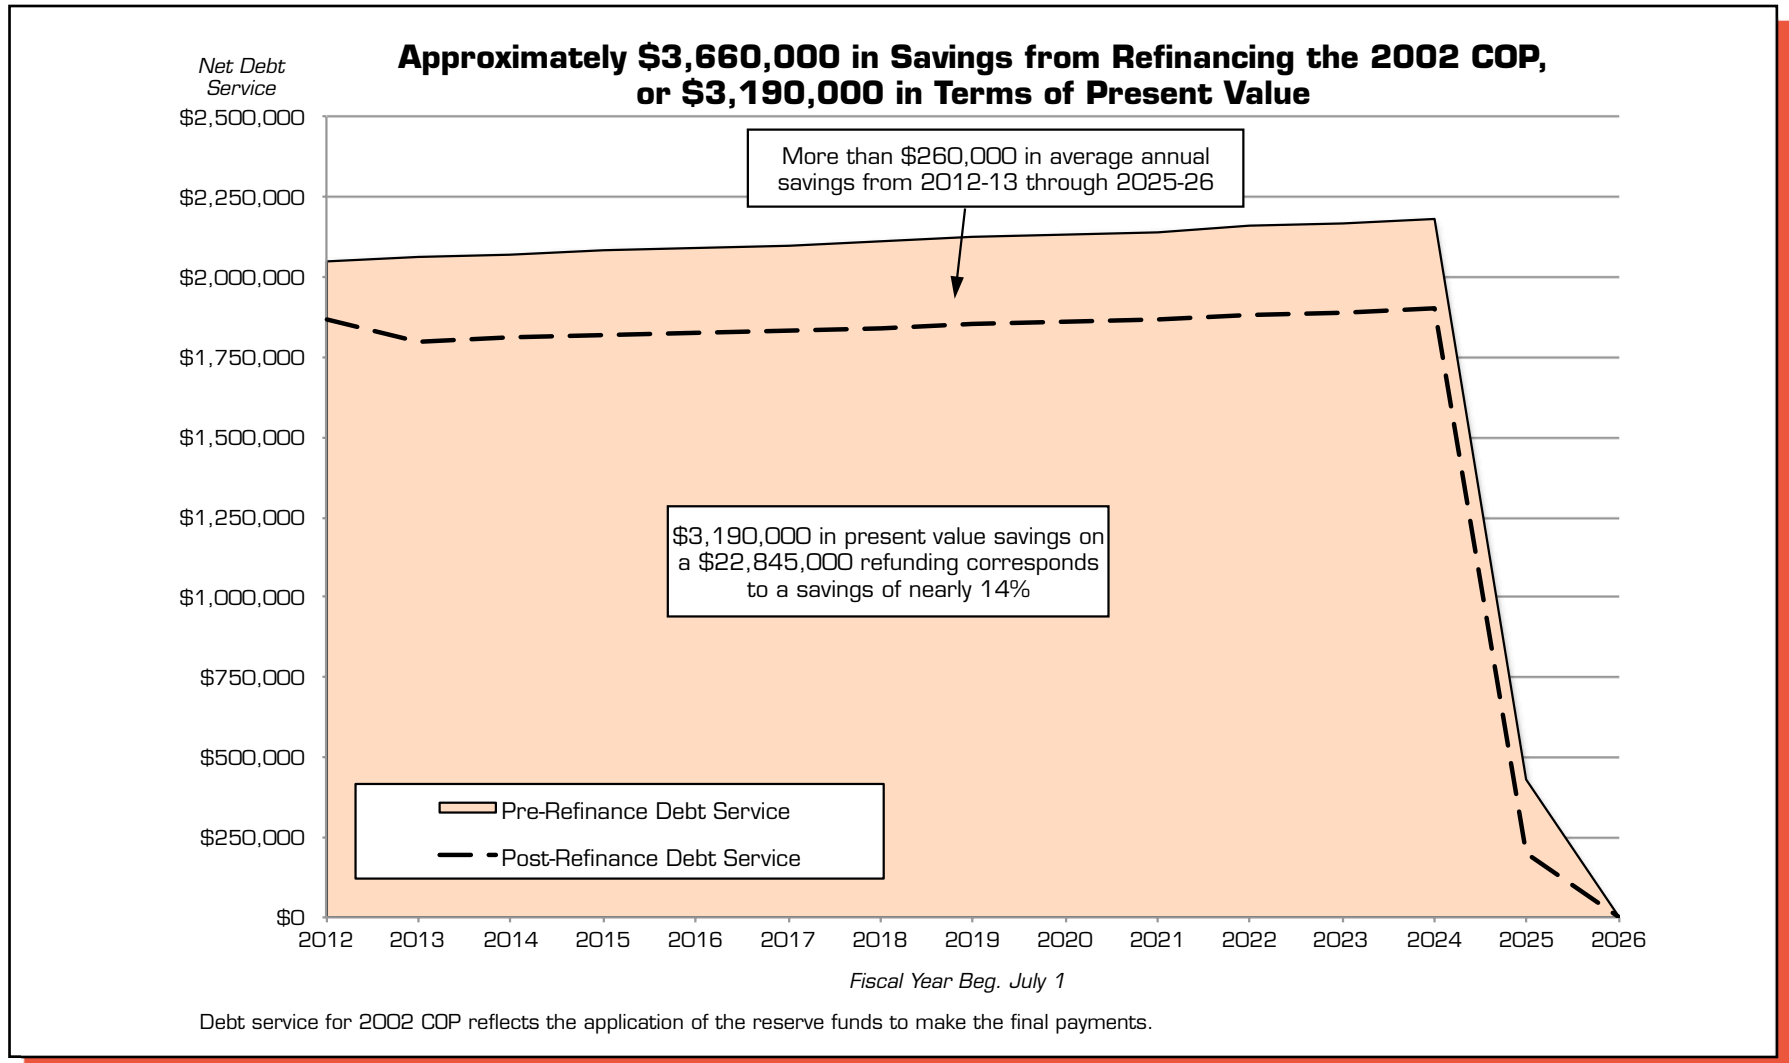 Approximately $3,660,000 in Savings from Refinancing the 2002 COP,
or $3,190,000 in Terms of Present Value
Net Debt
Service
$2,500,000
$2,250,000
$2,000,000
$1,750,000
$1,500,000
$1,250,000
$1,000,000
$750,000
$500,000
$250,000
$0
More than $260,000 in average annual
savings from 2012-13 through 2025-26
$3,190,000 in present value savings on
a $22,845,000 refunding corresponds
to a savings of nearly 14%
Pre-Refinance Debt Service
Post-Refinance Debt Service
2012 2013 2014 2015 2016 2017 2018 2019 2020 2021 2022 2023 2024 2025 2026
Fiscal Year Beg. July 1
Debt service for 2002 COP reflects the application of the reserve funds to make the final payments.